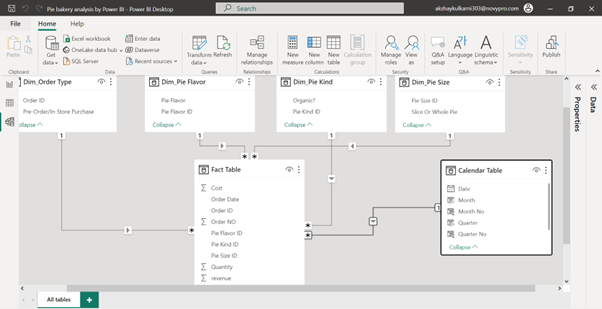 Pie bakery analysis by Power BI - Power BI Desktop
Search
akshaykulkarni303@novypro.com
File Home Help
Get data
Excel workbook
OneLake data hub
SQL Server
Enter data
Dataverse
Recent sources
Transform data
Refresh
Manage relationships
New measure
New column
New table
Calculation group
Manage roles
View as
Q&A setup
Language
Linguistic schema
Sensitivity
Publish
Clipboard
Data
Queries
Relationships
Calculations
Security
Q&A
Sensitivity
Share
Dim_Order Type
Order ID
Pre-Order/In-Store Purchase
Collapse
Dim_Pie Flavor
Pie Flavor
Pie Flavor ID
Collapse
Dim_Pie Kind
Organic?
Pie Kind ID
Collapse
Dim_Pie Size
Pie Size ID
Slice Or Whole Pie
Collapse
1
1
1
1
*
*
Fact Table
Cost
Order Date
Order ID
Order NO
Pie Flavor ID
Pie Kind ID
Pie Size ID
Quantity
revenue
*
*
*
1
Calendar Table
Date
Month
Month No
Quarter
Quarter No
Collapse
Properties
Data
All tables
+